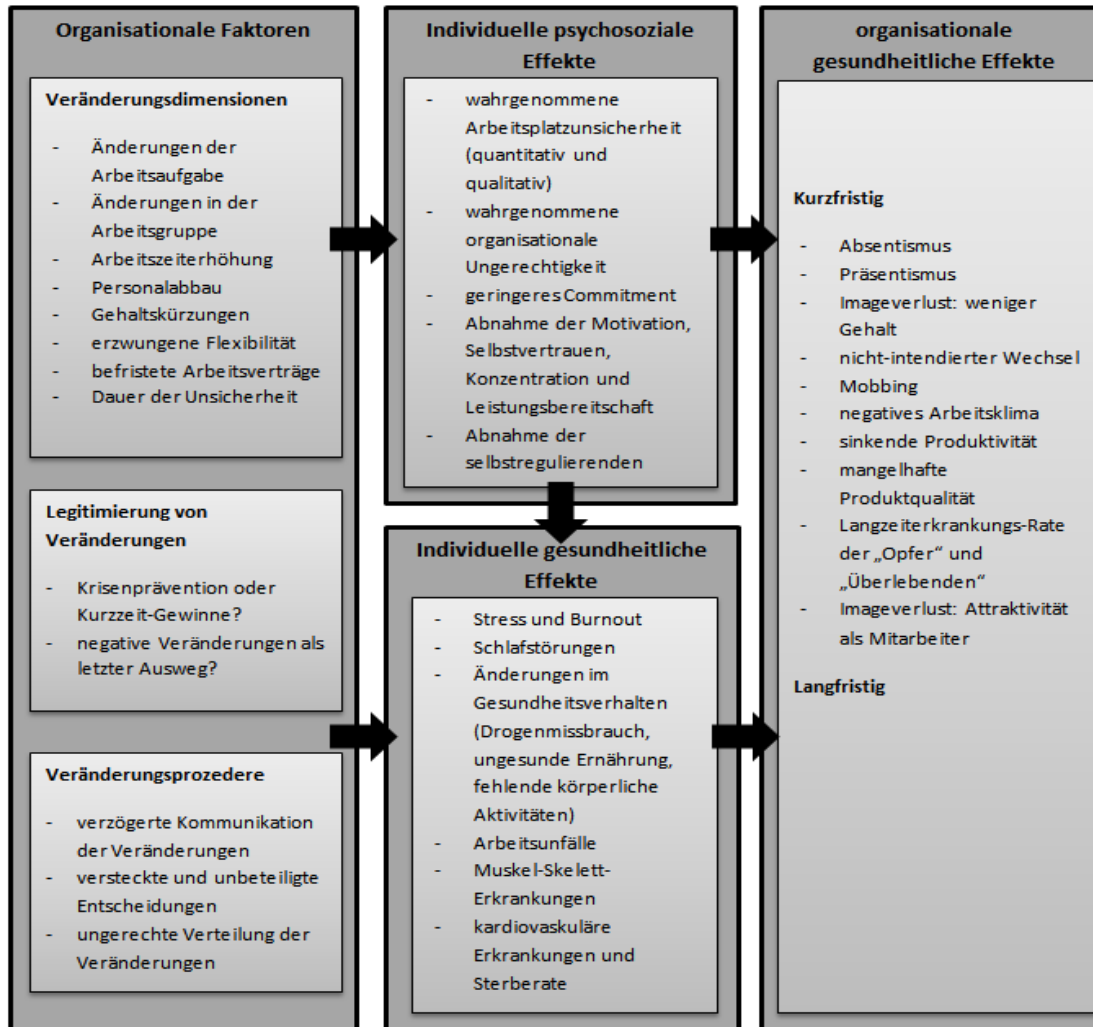 Organisationale Faktoren
Veränderungsdimensionen
- Änderungen der
Arbeitsaufgabe
- Änderungen in der
Arbeitsgruppe
- Arbeitszeiterhöhung
- Personalabbau
- Gehaltskürzungen
- erzwungene Flexibilität
- befristete Arbeitsverträge
- Dauer der Unsicherheit
Legitimierung von
Veränderungen
- Krisenprävention oder
Kurzzeit-Gewinne?
- negative Veränderungen als
letzter Ausweg?
Veränderungsprozedere
- verzögerte Kommunikation
der Veränderungen
- versteckte und unbeteiligte
Entscheidungen
- ungerechte Verteilung der
Veränderungen
Individuelle psychosoziale
Effekte
- wahrgenommene
Arbeitsplatzunsicherheit
(quantitativ und
qualitativ)
- wahrgenommene
organisationale
Ungerechtigkeit
- geringeres Commitment
- Abnahme der Motivation,
Selbstvertrauen,
Konzentration und
Leistungsbereitschaft
- Abnahme der
selbstregulierenden
Individuelle gesundheitliche
Effekte
- Stress und Burnout
- Schlafstörungen
- Änderungen im
Gesundheitsverhalten
(Drogenmissbrauch,
ungesunde Ernährung,
fehlende körperliche
Aktivitäten)
- Arbeitsunfälle
- Muskel-Skelett-
Erkrankungen
- kardiovaskuläre
Erkrankungen und
Sterberate
organisationale
gesundheitliche Effekte
Kurzfristig
- Absentismus
- Präsentismus
- Imageverlust: weniger
Gehalt
- nicht-intendierter Wechsel
- Mobbing
- negatives Arbeitsklima
- sinkende Produktivität
- mangelhafte
Produktqualität
- Langzeiterkrankungs-Rate
der „Opfer“ und
„Überlebenden“
- Imageverlust: Attraktivität
als Mitarbeiter
Langfristig